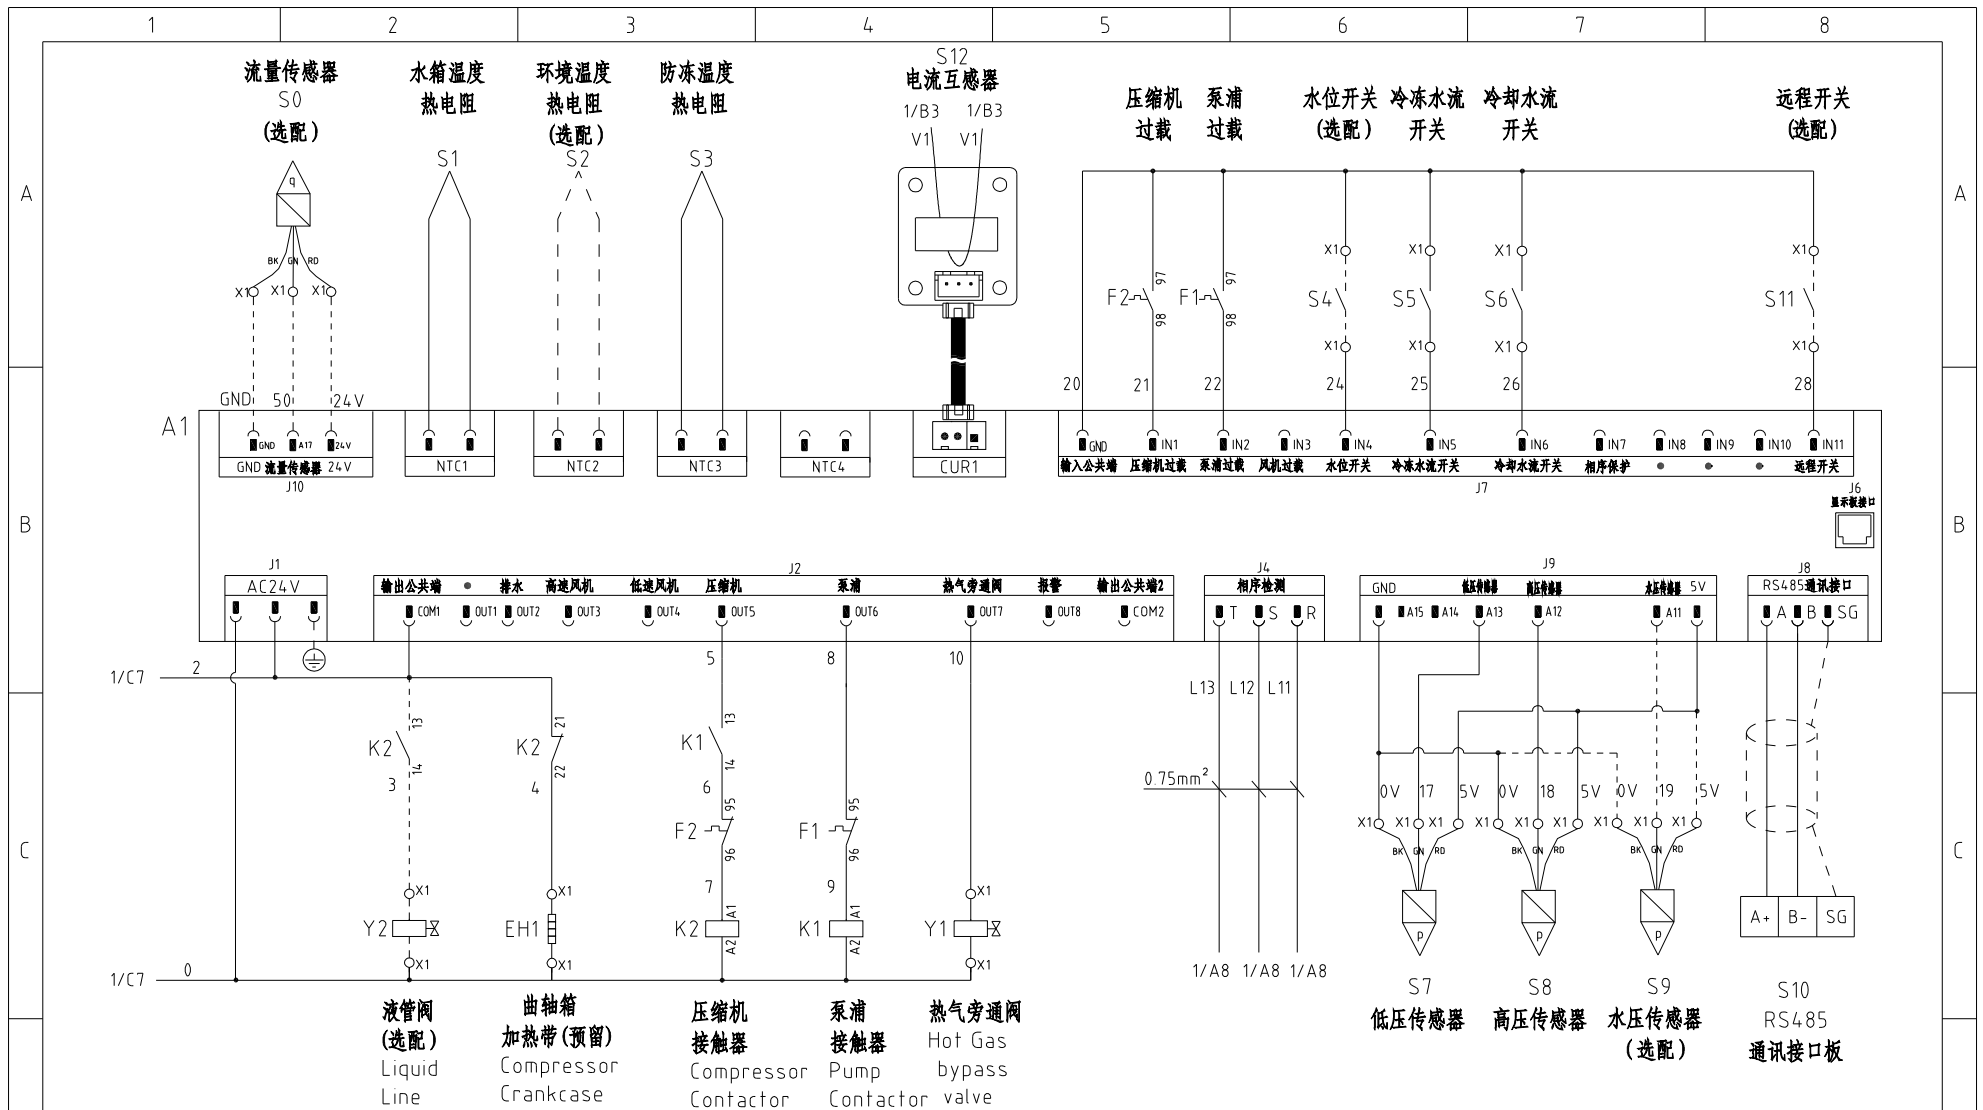 1 2 3 4 5 6 7 8
流量传感器
S0
(选配)
水箱温度
热电阻
环境温度
热电阻
(选配)
防冻温度
热电阻
S12
电流互感器
1/B3 1/B3
V1 V1
压缩机
过载
泵浦
过载
水位开关
(选配)
冷冻水流
开关
冷却水流
开关
远程开关
(选配)
S1 S2 S3
A A
q
BK GN RD
X1 X1 X1
X1 X1 X1 X1
97 97
F2 F1 S4 S5 S6 S11
98 98
X1 X1 X1 X1
20 21 22 24 25 26 28
GND 50 24V
A1
GND A17 24V
GND 流量传感器 24V
J10
NTC1 NTC2 NTC3 NTC4 CUR1
GND IN1 IN2 IN3 IN4 IN5 IN6 IN7 IN8 IN9 IN10 IN11
输入公共端 压缩机过载 泵浦过载 风机过载 水位开关 冷冻水流开关 冷却水流开关 相序保护 远程开关
J7
J6
显示板接口
B B
J1
AC24V
J2
输出公共端 排水 高速风机 低速风机 压缩机 泵浦 热气旁通阀 报警 输出公共端2
COM1 OUT1 OUT2 OUT3 OUT4 OUT5 OUT6 OUT7 OUT8 COM2
J4
相序检测
T S R
J9
GND 低压传感器 高压传感器 水压传感器 5V
A15 A14 A13 A12 A11
J8
RS485通讯接口
A B SG
1/C7 2
5 8 10
L13 L12 L11
13 21 13
K2 K2 K1
14 22 14
3 4 6
0.75mm²
0V 17 5V 0V 18 5V 0V 19 5V
95 95
F2 F1
96 96
X1 X1 X1 X1 X1 X1 X1 X1 X1
BK GN RD BK GN RD BK GN RD
C C
7 9
X1 X1 X1
A1 A1
Y2 EH1 K2 K1 Y1
A2 A2
X1 X1 X1
p p p
A+ B- SG
1/C7 0
1/A8 1/A8 1/A8
液管阀
(选配)
Liquid
Line
曲轴箱
加热带(预留)
Compressor
Crankcase
压缩机
接触器
Compressor
Contactor
泵浦
接触器
Pump
Contactor
热气旁通阀
Hot Gas
bypass
valve
S7
低压传感器
S8
高压传感器
S9
水压传感器
(选配)
S10
RS485
通讯接口板